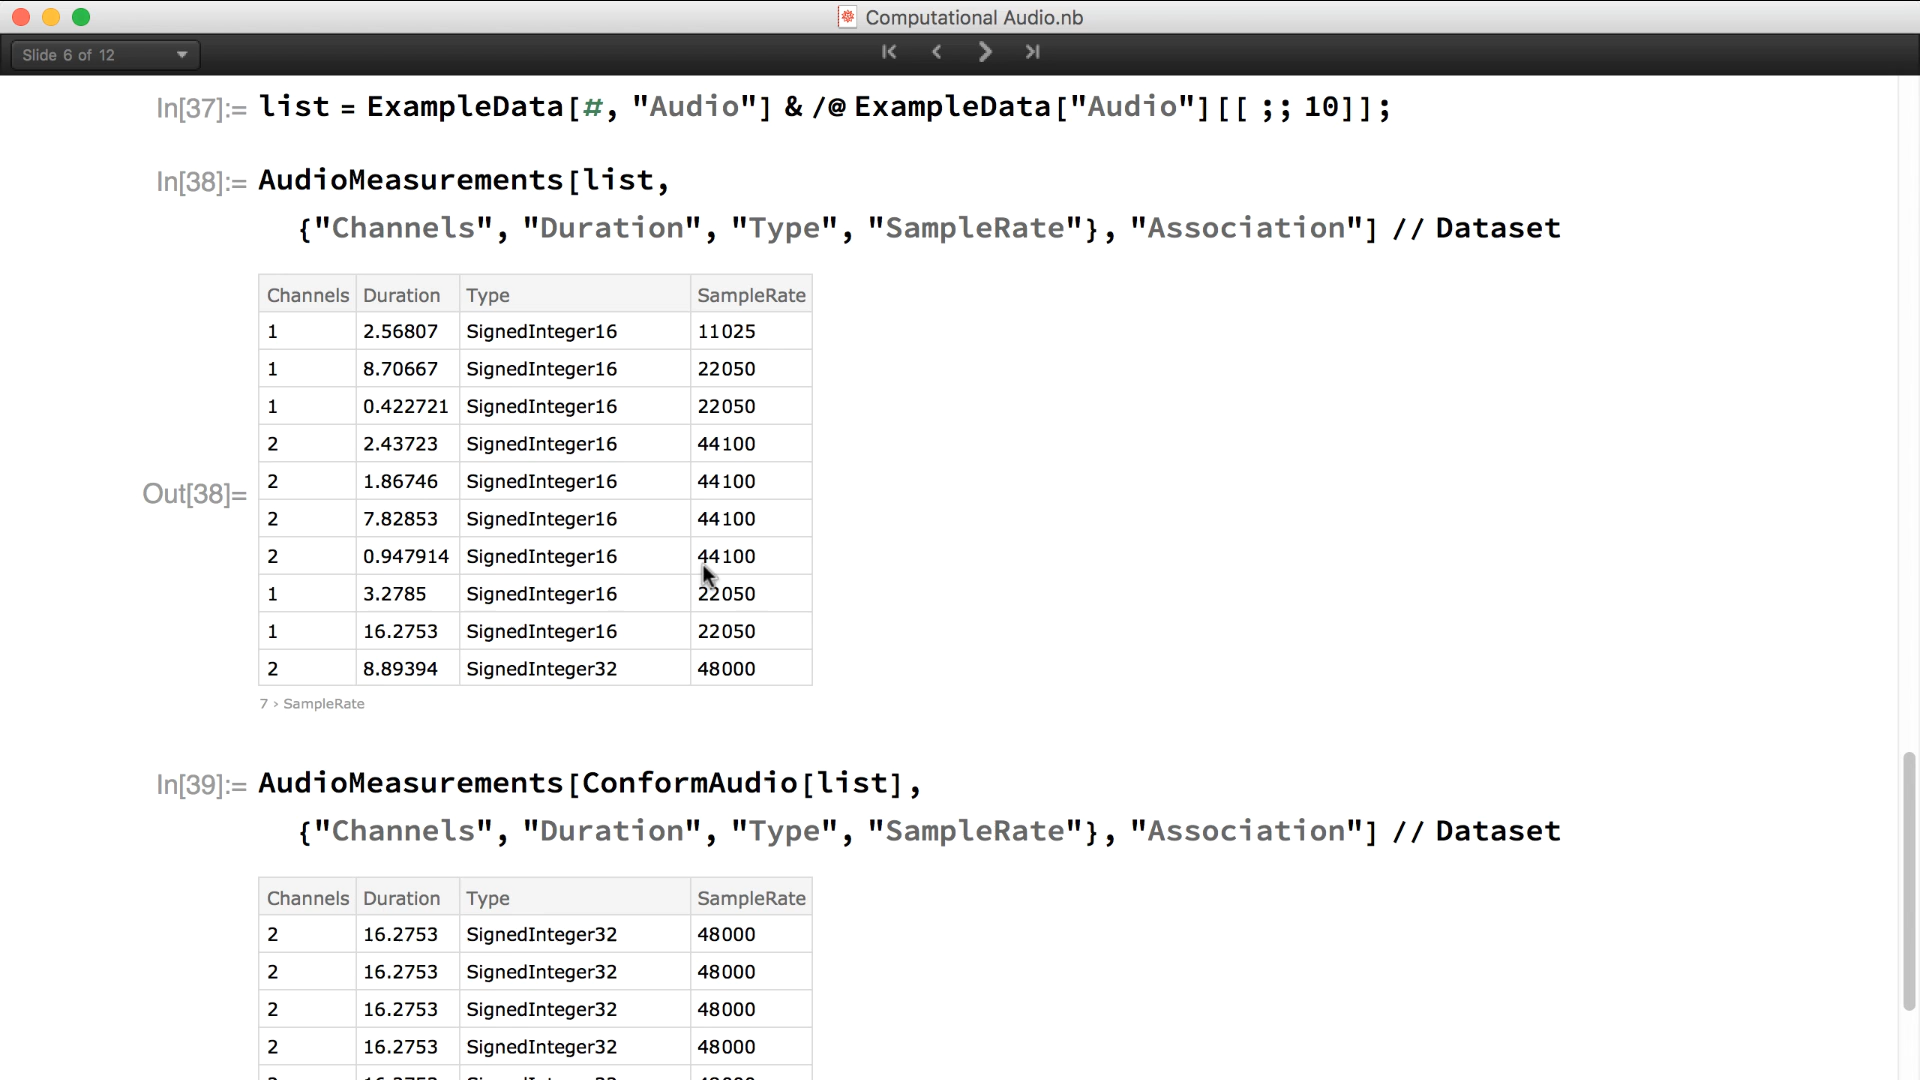 Computational Audio.nb
Slide 6 of 12
In[37]:= list = ExampleData[#, "Audio"] & /@ ExampleData["Audio"][[ ;; 10]];
In[38]:= AudioMeasurements[list,
{"Channels", "Duration", "Type", "SampleRate"}, "Association"] // Dataset
Channels Duration Type SampleRate
1 2.56807 SignedInteger16 11025
1 8.70667 SignedInteger16 22050
1 0.422721 SignedInteger16 22050
2 2.43723 SignedInteger16 44100
Out[38]= 2 1.86746 SignedInteger16 44100
2 7.82853 SignedInteger16 44100
2 0.947914 SignedInteger16 44100
1 3.2785 SignedInteger16 22050
1 16.2753 SignedInteger16 22050
2 8.89394 SignedInteger32 48000
7 › SampleRate
In[39]:= AudioMeasurements[ConformAudio[list],
{"Channels", "Duration", "Type", "SampleRate"}, "Association"] // Dataset
Channels Duration Type SampleRate
2 16.2753 SignedInteger32 48000
2 16.2753 SignedInteger32 48000
2 16.2753 SignedInteger32 48000
2 16.2753 SignedInteger32 48000